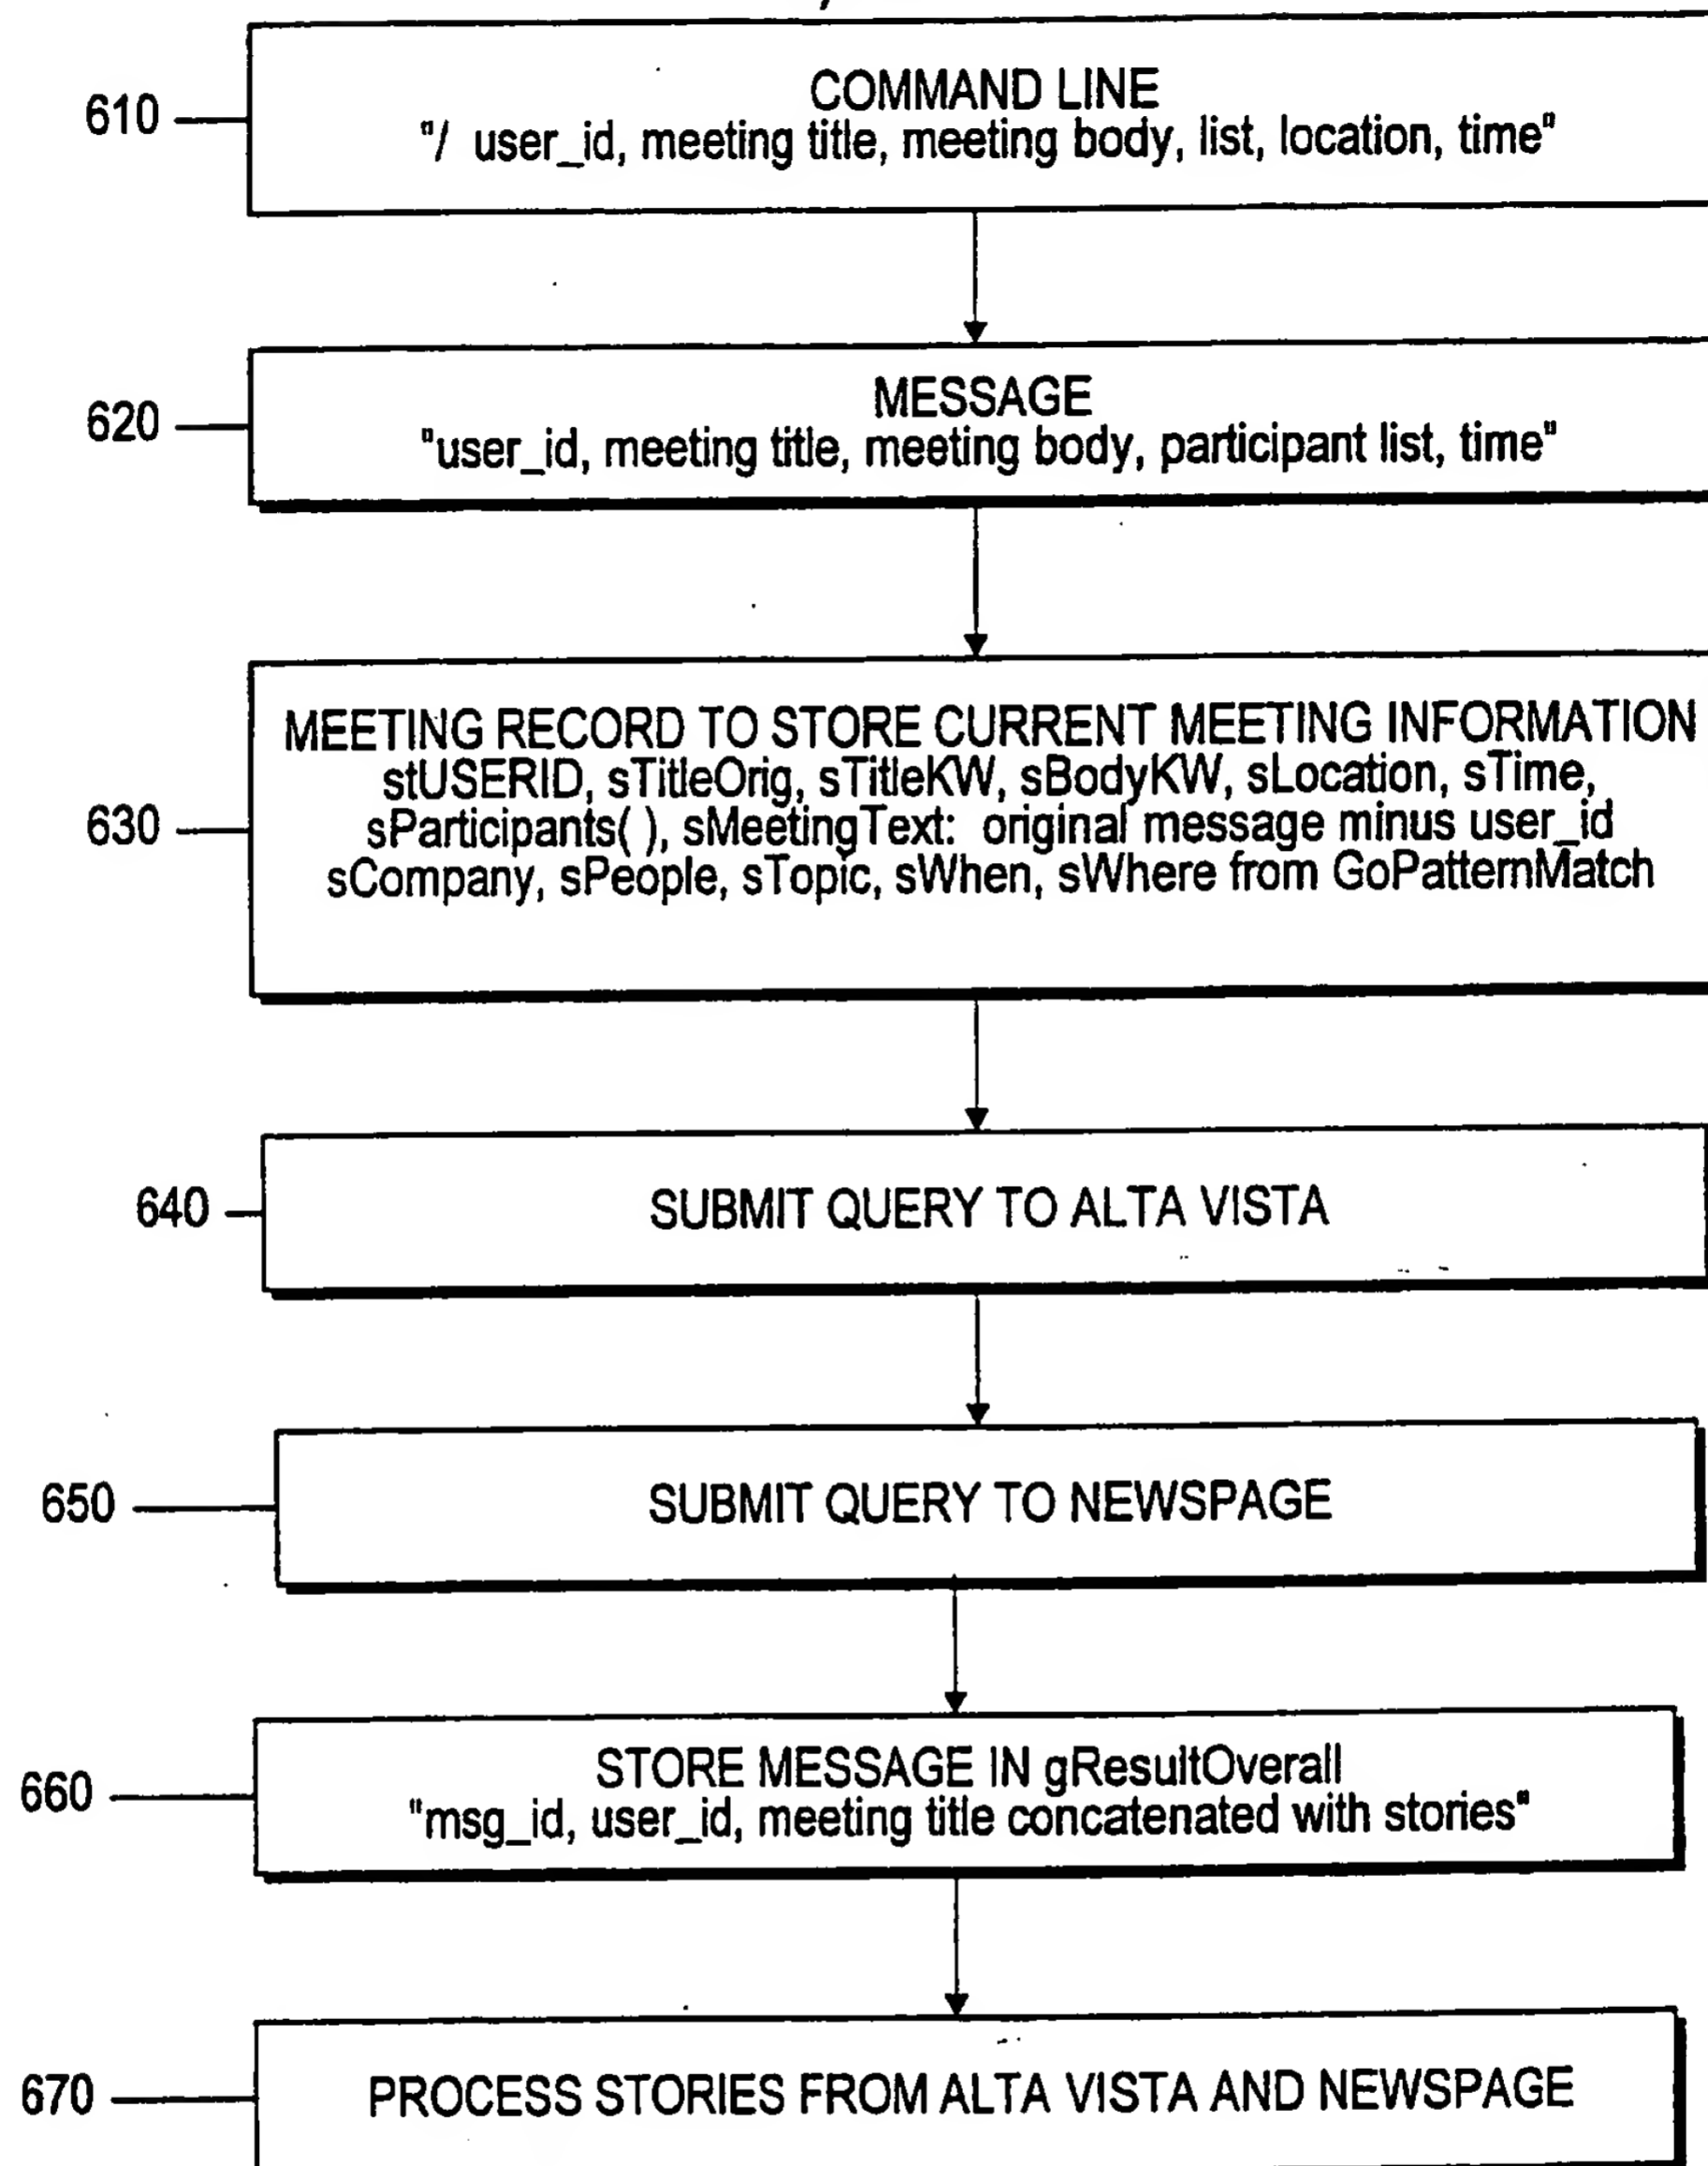 610
COMMAND LINE
"/ user_id, meeting title, meeting body, list, location, time"
620
MESSAGE
"user_id, meeting title, meeting body, participant list, time"
630
MEETING RECORD TO STORE CURRENT MEETING INFORMATION
stUSERID, sTitleOrig, sTitleKW, sBodyKW, sLocation, sTime,
sParticipants( ), sMeetingText: original message minus user_id
sCompany, sPeople, sTopic, sWhen, sWhere from GoPatternMatch
640
SUBMIT QUERY TO ALTA VISTA
650
SUBMIT QUERY TO NEWSPAGE
660
STORE MESSAGE IN gResultOverall
"msg_id, user_id, meeting title concatenated with stories"
670
PROCESS STORIES FROM ALTA VISTA AND NEWSPAGE